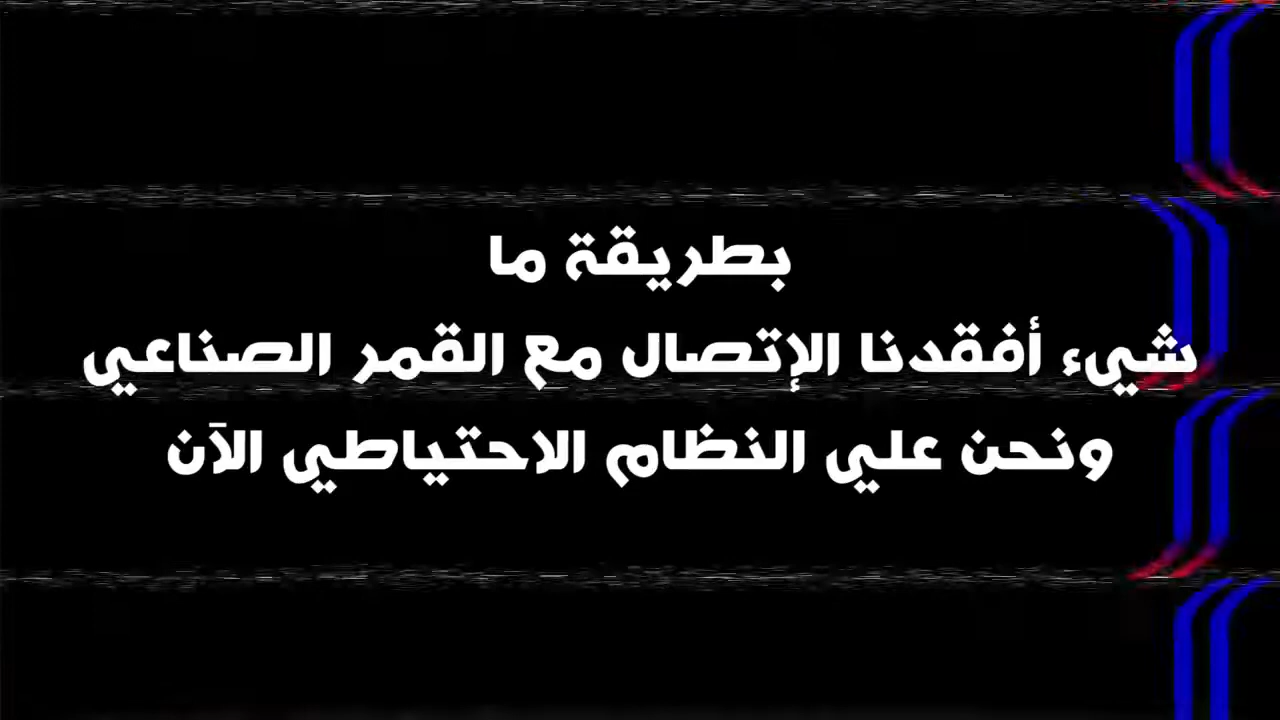 بطريقة ما
شيء أفقدنا الإتصال مع القمر الصناعي
ونحن علي النظام الاحتياطي الآن